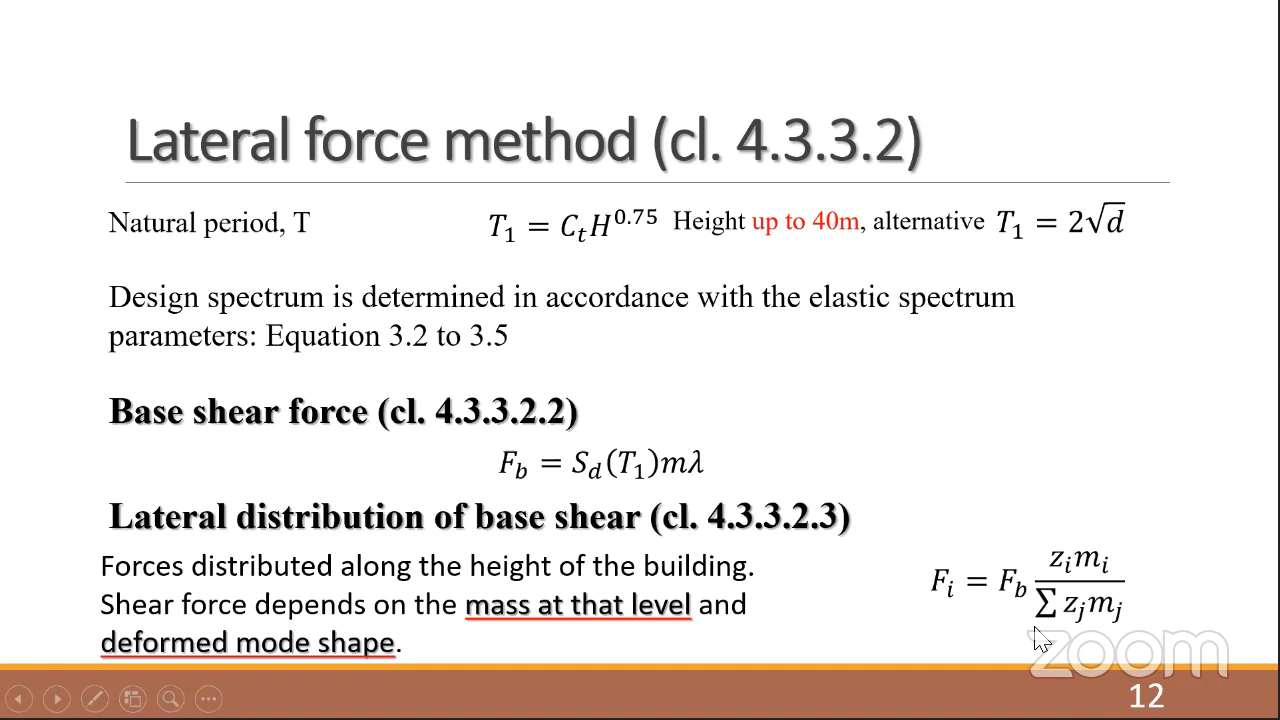 Lateral force method (cl. 4.3.3.2)
Natural period, T T₁ = CₜH^0.75 Height up to 40m, alternative T₁ = 2√d
Design spectrum is determined in accordance with the elastic spectrum
parameters: Equation 3.2 to 3.5
Base shear force (cl. 4.3.3.2.2)
F_b = S_d(T₁)mλ
Lateral distribution of base shear (cl. 4.3.3.2.3)
Forces distributed along the height of the building.
Shear force depends on the mass at that level and
deformed mode shape.
F_i = F_b z_i m_i / ∑ z_j m_j
zoom
12